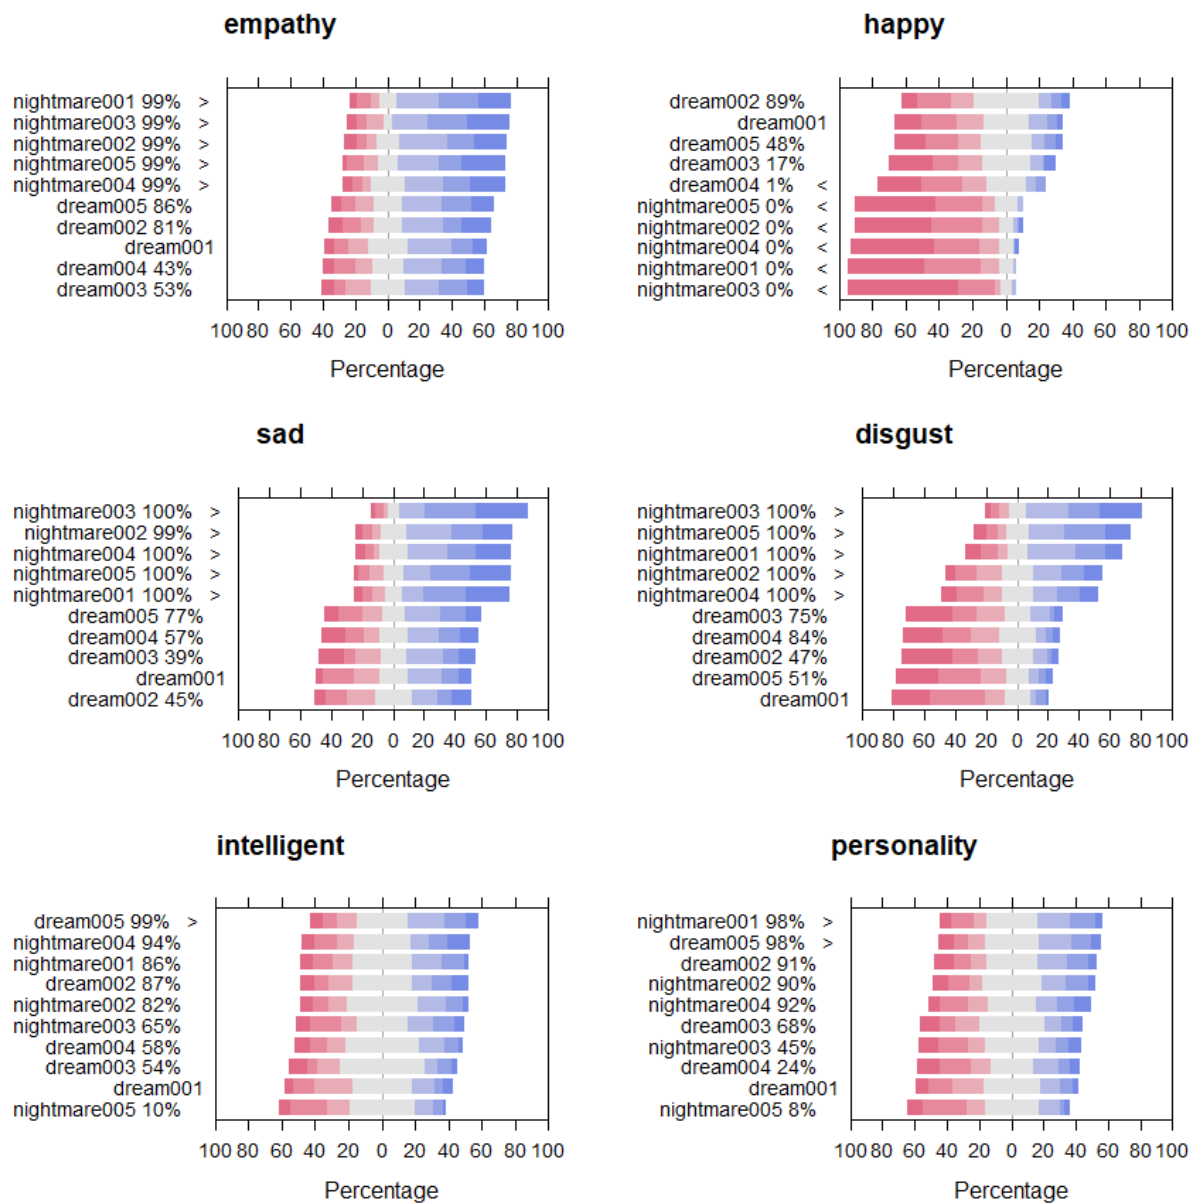 empathy
nightmare001 99% >
nightmare003 99% >
nightmare002 99% >
nightmare005 99% >
nightmare004 99% >
dream005 86%
dream002 81%
dream001
dream004 43%
dream003 53%
100 80 60 40 20 0 20 40 60 80 100
Percentage
happy
dream002 89%
dream001
dream005 48%
dream003 17%
dream004 1% <
nightmare005 0% <
nightmare002 0% <
nightmare004 0% <
nightmare001 0% <
nightmare003 0% <
100 80 60 40 20 0 20 40 60 80 100
Percentage
sad
nightmare003 100% >
nightmare002 99% >
nightmare004 100% >
nightmare005 100% >
nightmare001 100% >
dream005 77%
dream004 57%
dream003 39%
dream001
dream002 45%
100 80 60 40 20 0 20 40 60 80 100
Percentage
disgust
nightmare003 100% >
nightmare005 100% >
nightmare001 100% >
nightmare002 100% >
nightmare004 100% >
dream003 75%
dream004 84%
dream002 47%
dream005 51%
dream001
100 80 60 40 20 0 20 40 60 80 100
Percentage
intelligent
dream005 99% >
nightmare004 94%
nightmare001 86%
dream002 87%
nightmare002 82%
nightmare003 65%
dream004 58%
dream003 54%
dream001
nightmare005 10%
100 80 60 40 20 0 20 40 60 80 100
Percentage
personality
nightmare001 98% >
dream005 98% >
dream002 91%
nightmare002 90%
nightmare004 92%
dream003 68%
nightmare003 45%
dream004 24%
dream001
nightmare005 8%
100 80 60 40 20 0 20 40 60 80 100
Percentage